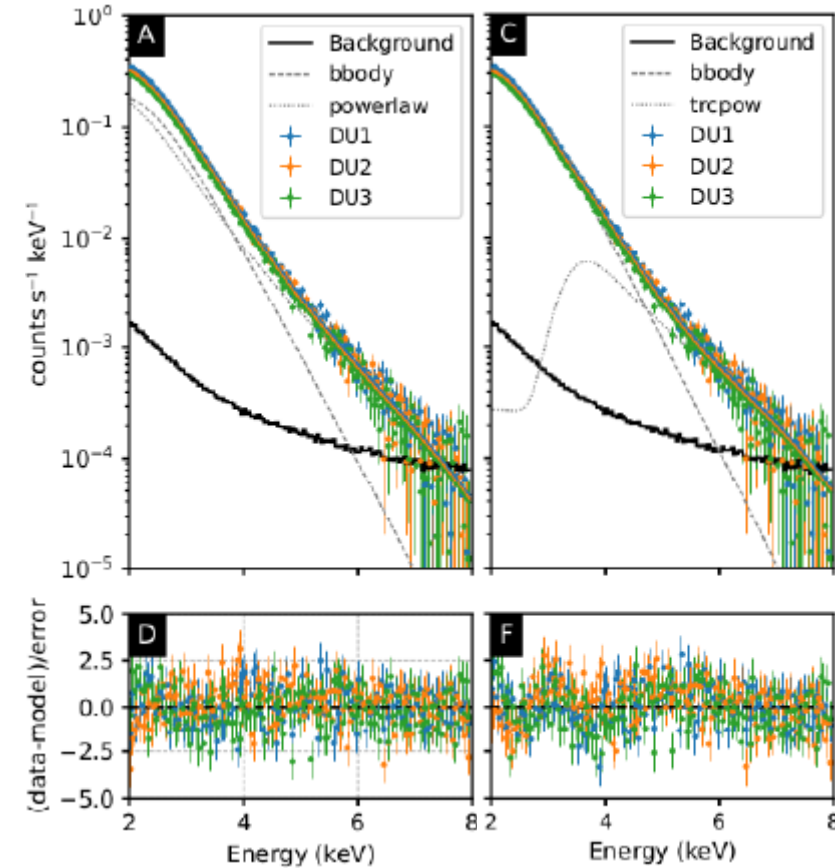 A
Background
bbody
powerlaw
DU1
DU2
DU3
C
Background
bbody
trcpow
DU1
DU2
DU3
counts s⁻¹ keV⁻¹
10⁰
10⁻¹
10⁻²
10⁻³
10⁻⁴
10⁻⁵
D
F
(data-model)/error
5.0
2.5
0.0
−2.5
−5.0
2 4 6 8
2 4 6 8
Energy (keV)
Energy (keV)